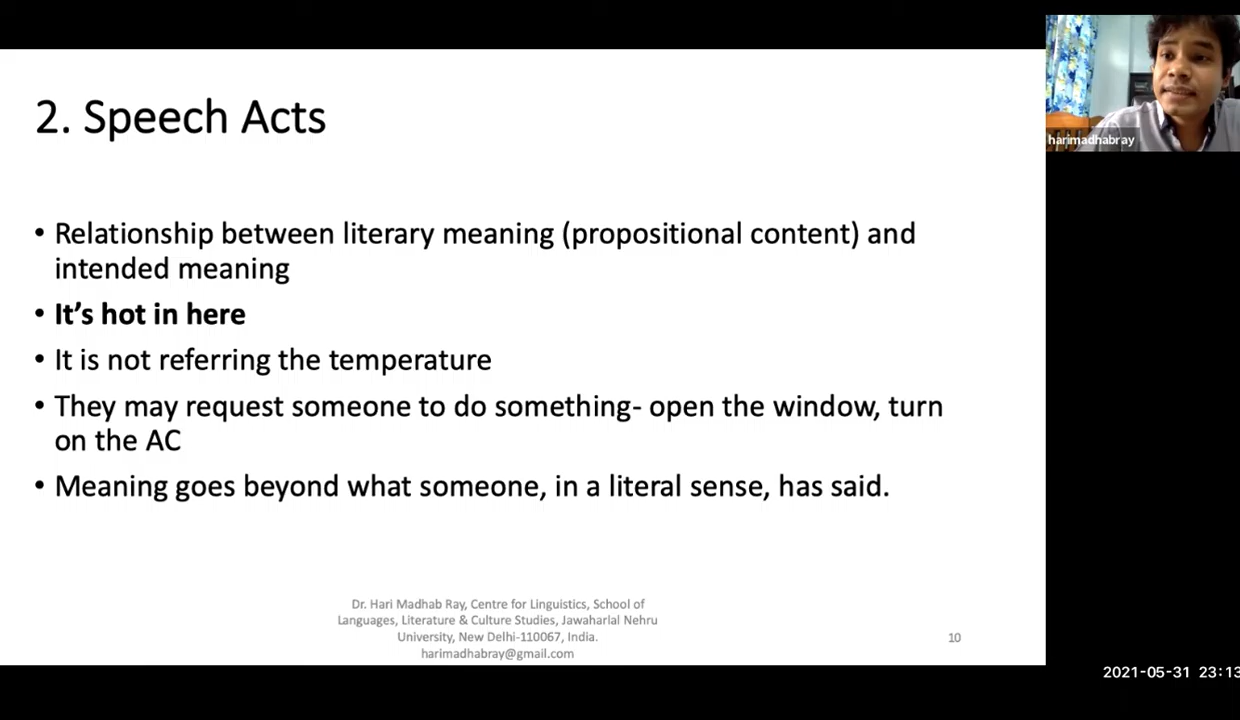 2. Speech Acts
• Relationship between literary meaning (propositional content) and
intended meaning
• It’s hot in here
• It is not referring the temperature
• They may request someone to do something- open the window, turn
on the AC
• Meaning goes beyond what someone, in a literal sense, has said.
Dr. Hari Madhab Ray, Centre for Linguistics, School of
Languages, Literature & Culture Studies, Jawaharlal Nehru
University, New Delhi-110067, India.
harimadhabray@gmail.com
10
harimadhabray
2021-05-31 23:13